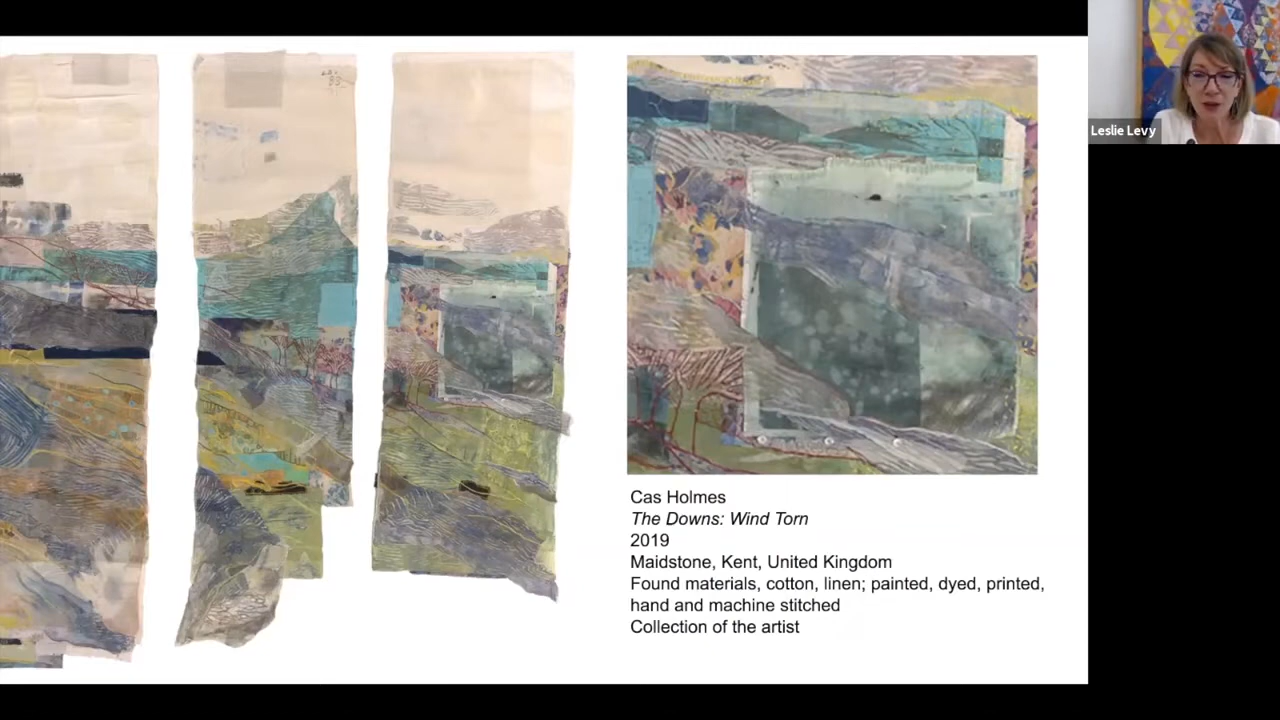 Leslie Levy
Cas Holmes
The Downs: Wind Torn
2019
Maidstone, Kent, United Kingdom
Found materials, cotton, linen; painted, dyed, printed,
hand and machine stitched
Collection of the artist